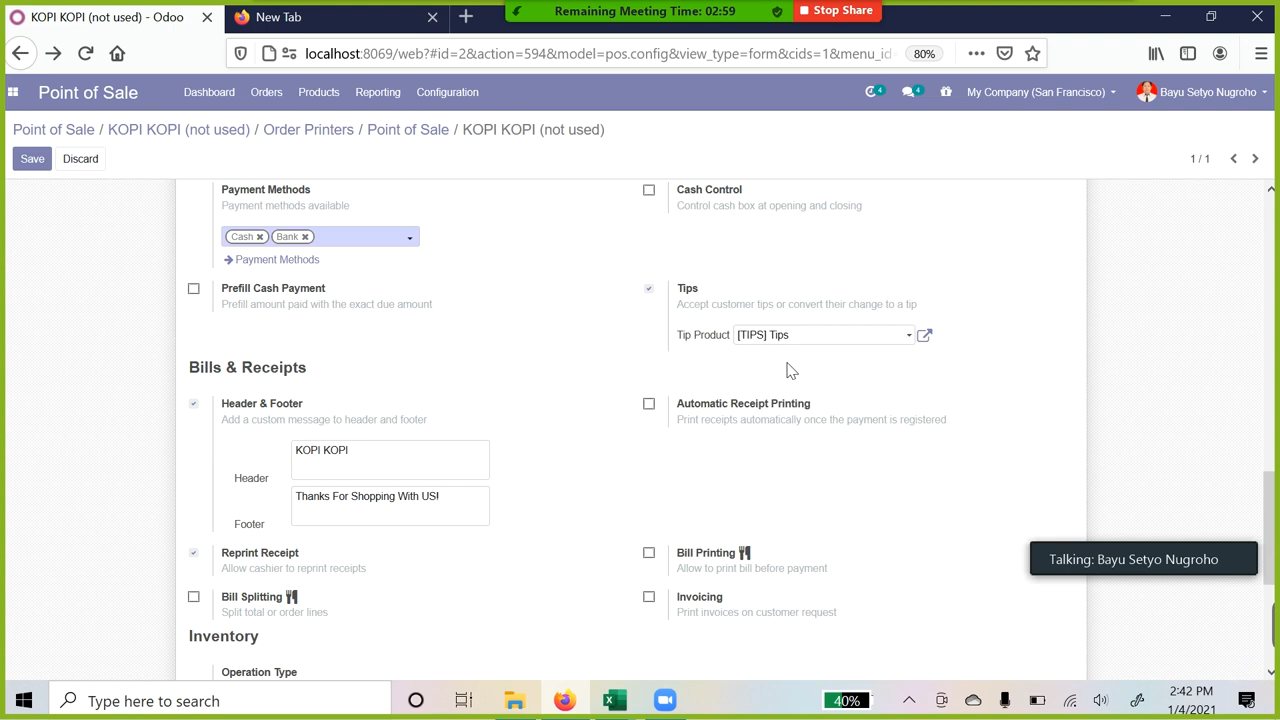 KOPI KOPI (not used) - Odoo
New Tab
Remaining Meeting Time: 02:59
Stop Share
localhost:8069/web?#id=2&action=594&model=pos.config&view_type=form&cids=1&menu_id
80%
Point of Sale
Dashboard
Orders
Products
Reporting
Configuration
4
4
My Company (San Francisco)
Bayu Setyo Nugroho
Point of Sale / KOPI KOPI (not used) / Order Printers / Point of Sale / KOPI KOPI (not used)
Save
Discard
1 / 1
Payment Methods
Payment methods available
Cash
Bank
Payment Methods
Cash Control
Control cash box at opening and closing
Prefill Cash Payment
Prefill amount paid with the exact due amount
Tips
Accept customer tips or convert their change to a tip
Tip Product [TIPS] Tips
Bills & Receipts
Header & Footer
Add a custom message to header and footer
KOPI KOPI
Header
Thanks For Shopping With US!
Footer
Automatic Receipt Printing
Print receipts automatically once the payment is registered
Reprint Receipt
Allow cashier to reprint receipts
Bill Printing
Allow to print bill before payment
Bill Splitting
Split total or order lines
Invoicing
Print invoices on customer request
Inventory
Operation Type
Talking: Bayu Setyo Nugroho
Type here to search
40%
2:42 PM
1/4/2021